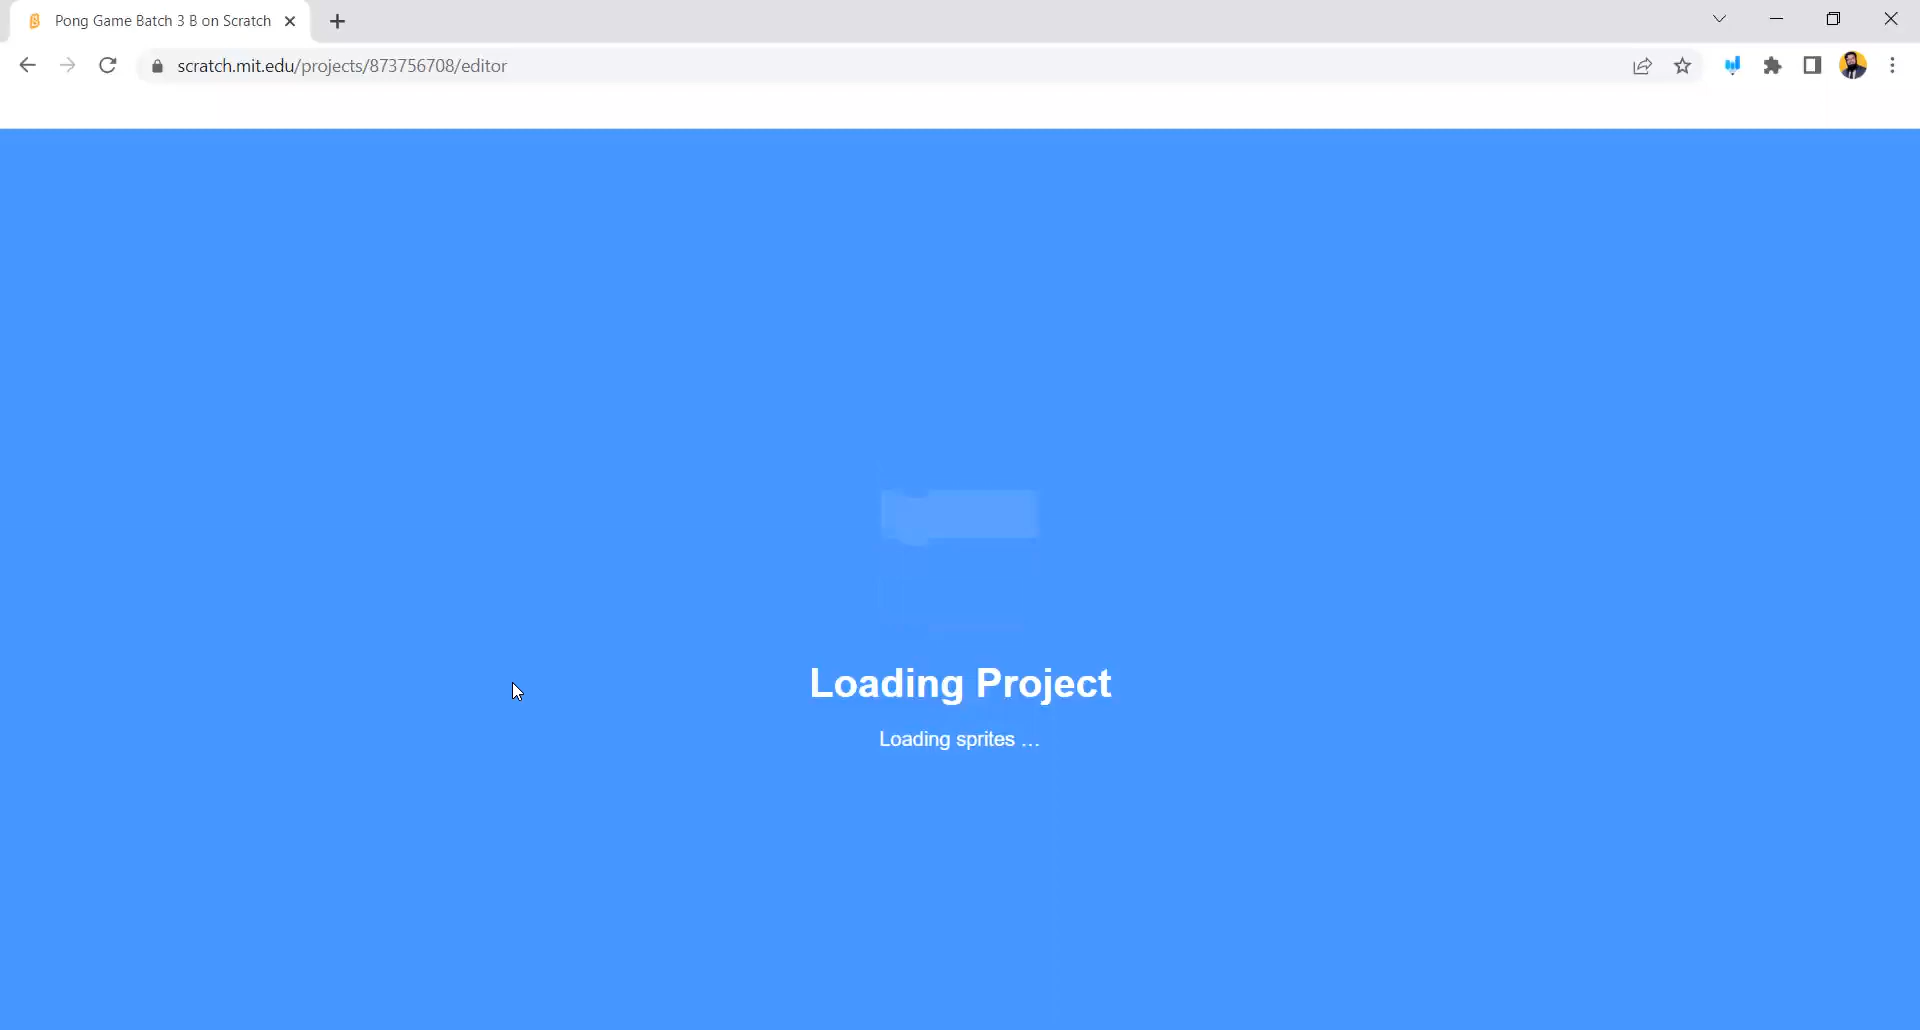 Pong Game Batch 3 B on Scratch
scratch.mit.edu/projects/873756708/editor
Loading Project
Loading sprites …